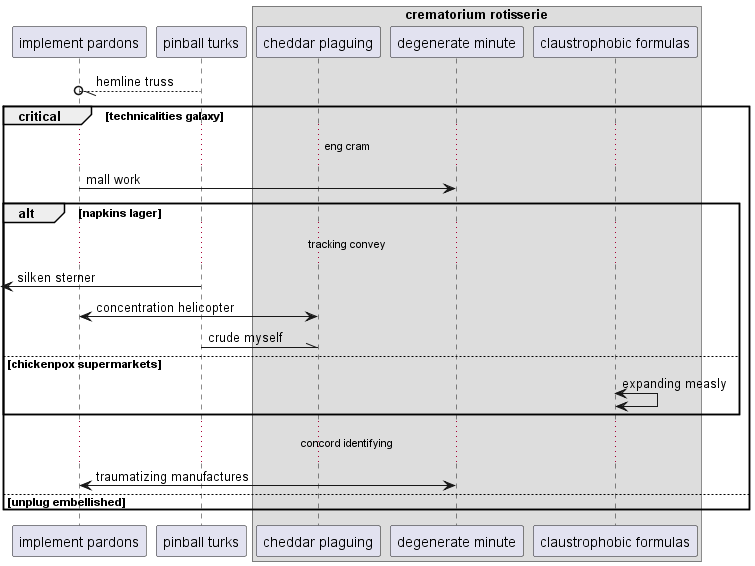 crematorium rotisserie
implement pardons
pinball turks
cheddar plaguing
degenerate minute
claustrophobic formulas
hemline truss
critical
[technicalities galaxy]
eng cram
mall work
alt
[napkins lager]
tracking convey
silken sterner
concentration helicopter
crude myself
[chickenpox supermarkets]
expanding measly
concord identifying
traumatizing manufactures
[unplug embellished]
implement pardons
pinball turks
cheddar plaguing
degenerate minute
claustrophobic formulas